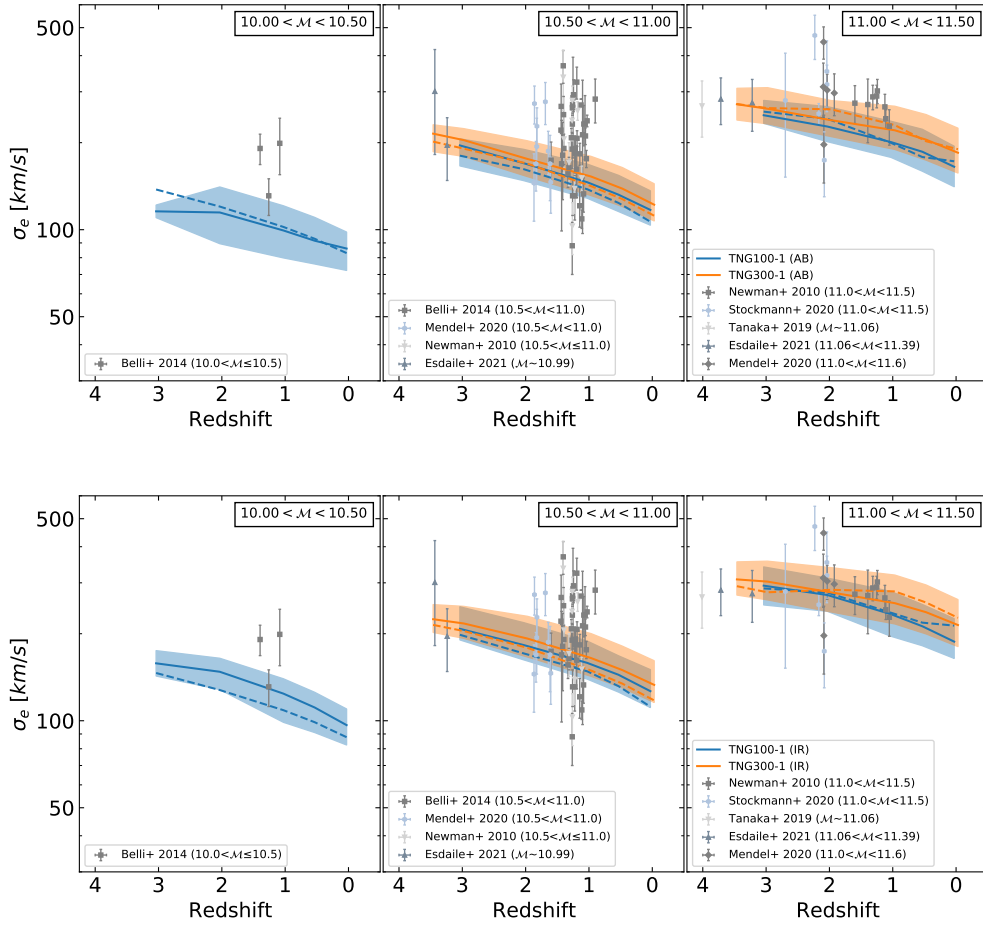 10.00 < ℳ < 10.50
10.50 < ℳ < 11.00
11.00 < ℳ < 11.50
500
100
50
σₑ [km/s]
Belli+ 2014 (10.0<ℳ≤10.5)
Belli+ 2014 (10.5<ℳ<11.0)
Mendel+ 2020 (10.5<ℳ<11.0)
Newman+ 2010 (10.5<ℳ≤11.0)
Esdaile+ 2021 (ℳ~10.99)
TNG100-1 (AB)
TNG300-1 (AB)
Newman+ 2010 (11.0<ℳ<11.5)
Stockmann+ 2020 (11.0<ℳ<11.5)
Tanaka+ 2019 (ℳ~11.06)
Esdaile+ 2021 (11.06<ℳ<11.39)
Mendel+ 2020 (11.0<ℳ<11.6)
4 3 2 1 0 4 3 2 1 0 4 3 2 1 0
Redshift Redshift Redshift
10.00 < ℳ < 10.50
10.50 < ℳ < 11.00
11.00 < ℳ < 11.50
500
100
50
σₑ [km/s]
Belli+ 2014 (10.0<ℳ≤10.5)
Belli+ 2014 (10.5<ℳ<11.0)
Mendel+ 2020 (10.5<ℳ<11.0)
Newman+ 2010 (10.5<ℳ≤11.0)
Esdaile+ 2021 (ℳ~10.99)
TNG100-1 (IR)
TNG300-1 (IR)
Newman+ 2010 (11.0<ℳ<11.5)
Stockmann+ 2020 (11.0<ℳ<11.5)
Tanaka+ 2019 (ℳ~11.06)
Esdaile+ 2021 (11.06<ℳ<11.39)
Mendel+ 2020 (11.0<ℳ<11.6)
4 3 2 1 0 4 3 2 1 0 4 3 2 1 0
Redshift Redshift Redshift